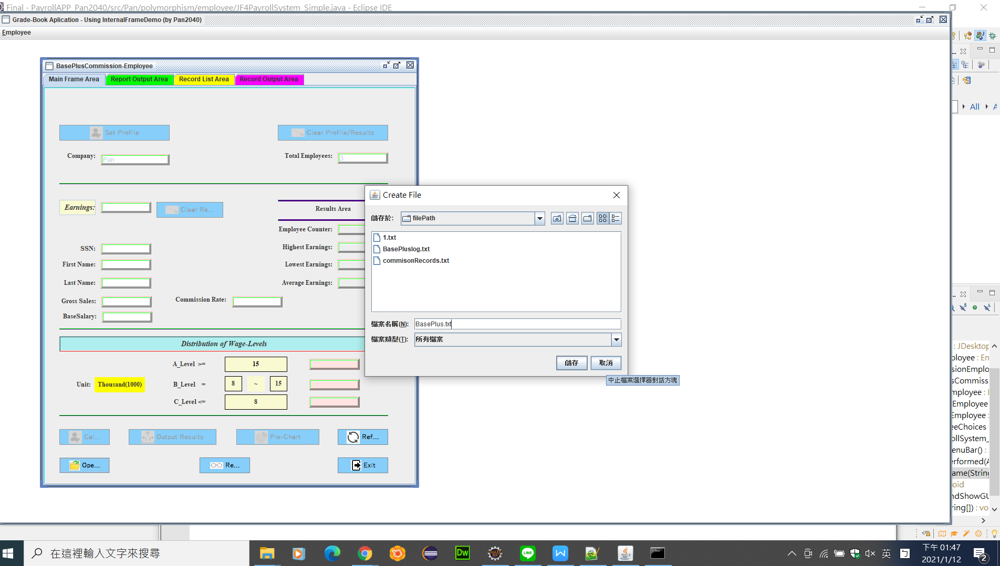 Final - PayrollAPP_Pan2040/src/Pan/polymorphism/employee/JF4PayrollSystem_Simple.java - Eclipse IDE
Grade-Book Aplication - Using InternalFrameDemo (by Pan2040)
Employee
BasePlusCommission-Employee
Main Frame Area
Report Output Area
Record List Area
Record Output Area
Set Profile
Clear Profile/Results
Company:
Pan
Total Employees:
3
Earnings:
Clear Re...
Results Area
Employee Counter:
Highest Earnings:
Lowest Earnings:
Average Earnings:
SSN:
First Name:
Last Name:
Gross Sales:
Commission Rate:
BaseSalary:
Distribution of Wage-Levels
A_Level >=
15
Unit:
Thousand(1000)
B_Level =
8
~
15
C_Level <=
8
Cal...
Output Results
Pie-Chart
Ref...
Ope...
Re...
Exit
Create File
儲存於:
filePath
1.txt
BasePluslog.txt
commisonRecords.txt
檔案名稱(N):
BasePlus.txt
檔案類型(T):
所有檔案
儲存
取消
中止檔案選擇器對話方塊
All
: JDesktop
ployee : Em
sionEmplo
sCommiss
mployee :
Employee
Employee :
eeChoices
ollSystem_
enuBar() :
erformed(A
ame(String
oid
ndShowGU
ring[]) : vo
在這裡輸入文字來搜尋
Dw
LINE
英
下午 01:47
2021/1/12
2